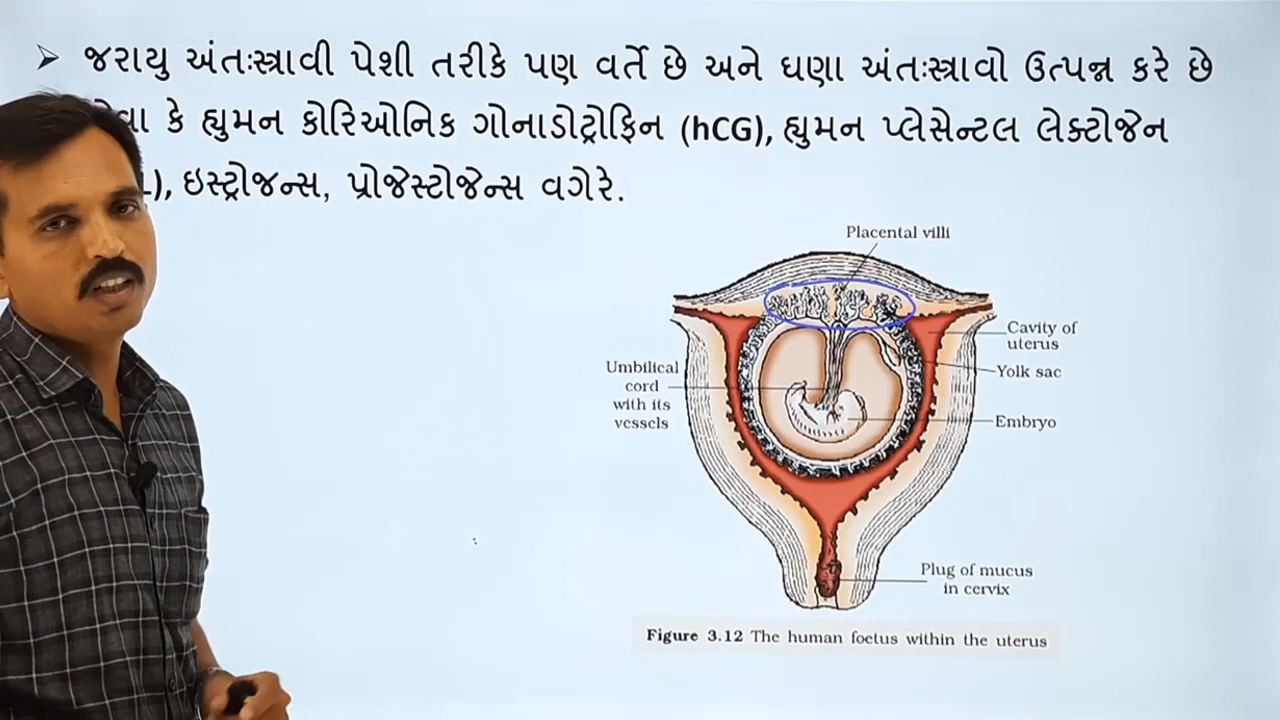 ➢ જરાયુ અંતઃસ્ત્રાવી પેશી તરીકે પણ વર્તે છે અને ઘણા અંતઃસ્ત્રાવો ઉત્પન્ન કરે છે
કે હ્યુમન કોરિઓનિક ગોનાડોટ્રોફિન (hCG), હ્યુમન પ્લેસેન્ટલ લેક્ટોજેન
ઇસ્ટ્રોજન્સ, પ્રોજેસ્ટોજેન્સ વગેરે.
Placental villi
Cavity of
uterus
Yolk sac
Umbilical
cord
with its
vessels
Embryo
Plug of mucus
in cervix
Figure 3.12 The human foetus within the uterus